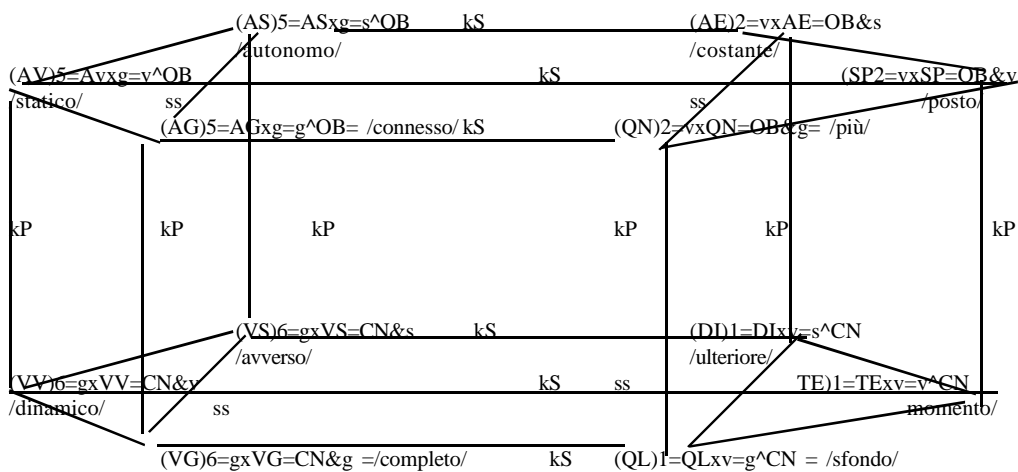 (AS)5=ASxg=s^OB kS (AE)2=vxAE=OB&s
/autonomo/ /costante/
(AV)5=Avxg=v^OB kS (SP2=vxSP=OB&v
/statico/ ss ss /posto/
(AG)5=AGxg=g^OB= /connesso/ kS (QN)2=vxQN=OB&g= /più/
kP kP kP kP kP kP
(VS)6=gxVS=CN&s kS (DI)1=DIxv=s^CN
/avverso/ /ulteriore/
(VV)6=gxVV=CN&v kS ss TE)1=TExv=v^CN
/dinamico/ ss momento/
(VG)6=gxVG=CN&g =/completo/ kS (QL)1=QLxv=g^CN = /sfondo/